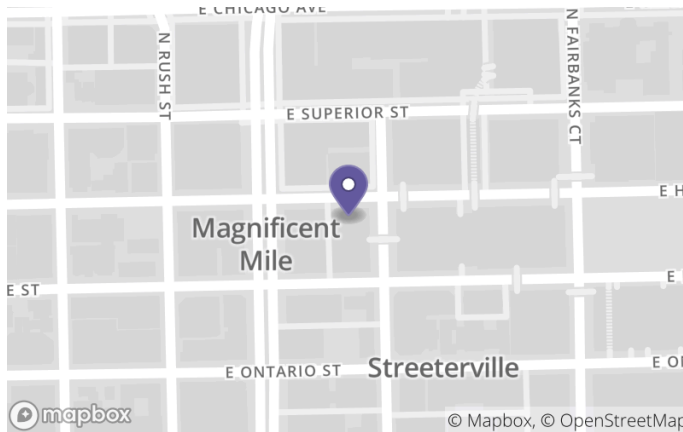 E CHICAGO AVE
N RUSH ST
N FAIRBANKS CT
E SUPERIOR ST
E H
Magnificent
Mile
E ST
E
E ONTARIO ST
Streeterville
E O
mapbox
© Mapbox, © OpenStreetMap